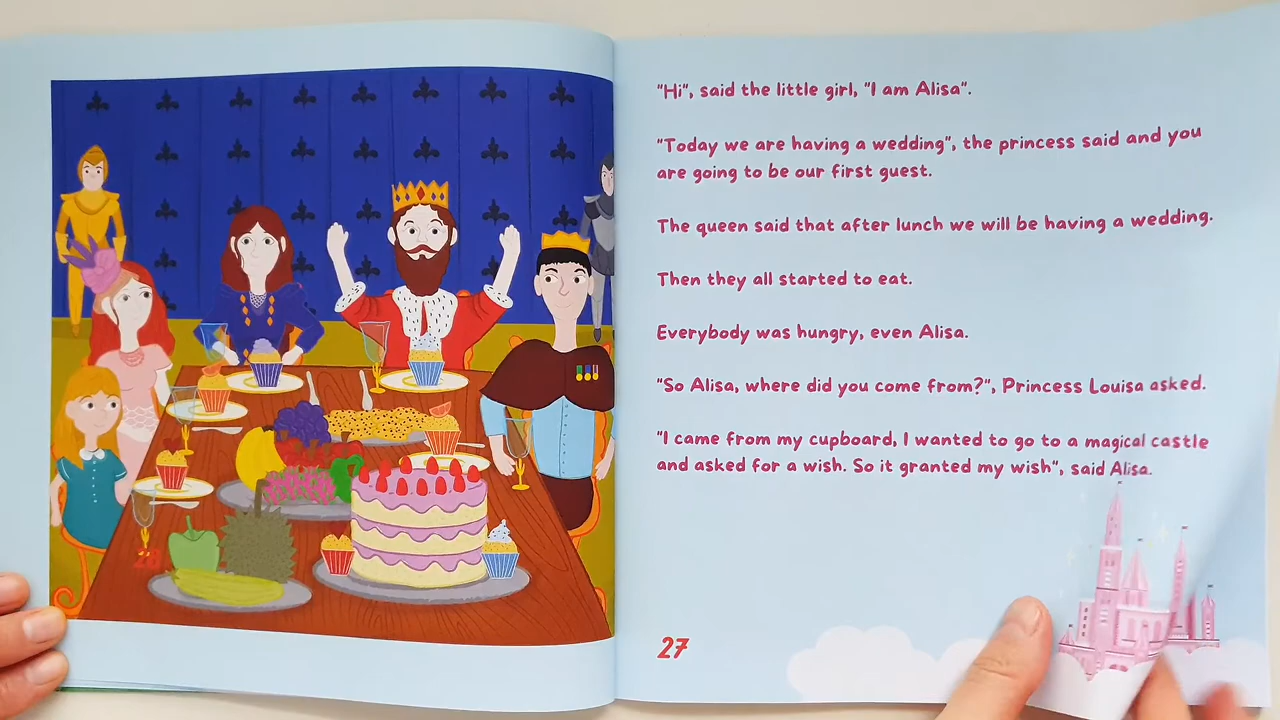 28
"Hi", said the little girl, "I am Alisa".
"Today we are having a wedding", the princess said and you
are going to be our first guest.
The queen said that after lunch we will be having a wedding.
Then they all started to eat.
Everybody was hungry, even Alisa.
"So Alisa, where did you come from?", Princess Louisa asked.
"I came from my cupboard, I wanted to go to a magical castle
and asked for a wish. So it granted my wish", said Alisa.
27